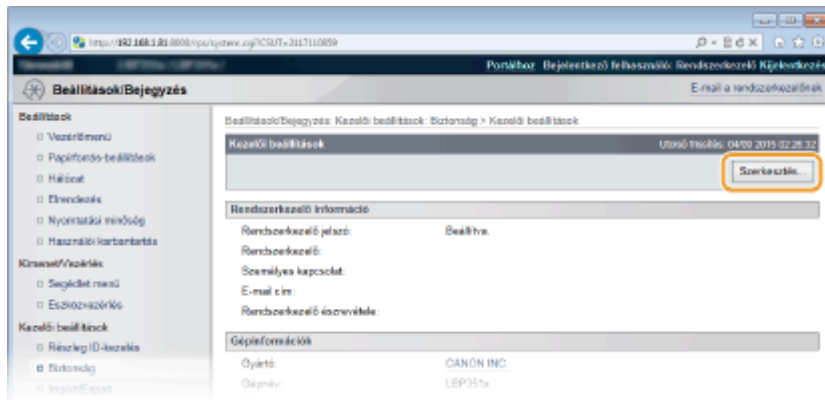 Portálhoz Bejelentkező felhasználó: Rendszerkezelő Kijelentkezés
Beállítások/Bejegyzés
E-mail a rendszerkezelőnek
Beállítások
Vezérlőmenü
Papírforrás-beállítások
Hálózat
Elrendezés
Nyomtatási minőség
Használói karbantartás
Kimenet/Vezérlés
Segédlet menü
Eszközvezérlés
Kezelői beállítások
Részleg ID-kezelés
Biztonság
Import/Export
Beállítások/Bejegyzés: Kezelői beállítások: Biztonság > Kezelői beállítások
Kezelői beállítások
Utolsó frissítés: 04/09 2015 02:28:32
Szerkesztés...
Rendszerkezelő információ
Rendszerkezelő jelszó: Beállítva.
Rendszerkezelő:
Személyes kapcsolat:
E-mail cím:
Rendszerkezelő észrevétele:
Gépinformációk
Gyártó: CANON INC.
Gépnév: LBP351x